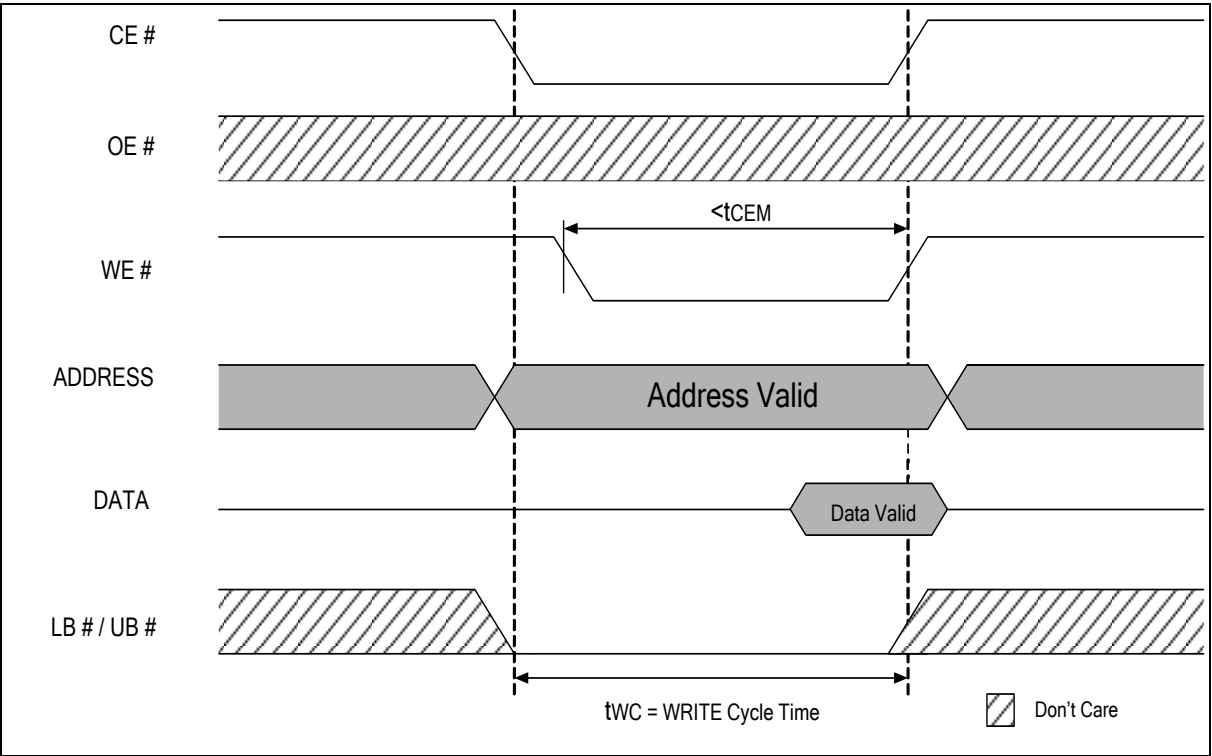 CE #
OE #
<tCEM
WE #
ADDRESS
Address Valid
DATA
Data Valid
LB # / UB #
tWC = WRITE Cycle Time
Don't Care